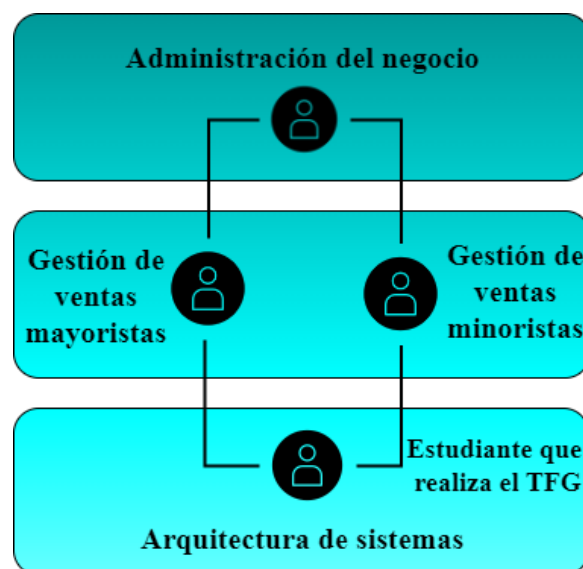 Administración del negocio
Gestión de
ventas
mayoristas
Gestión de
ventas
minoristas
Estudiante que
realiza el TFG
Arquitectura de sistemas